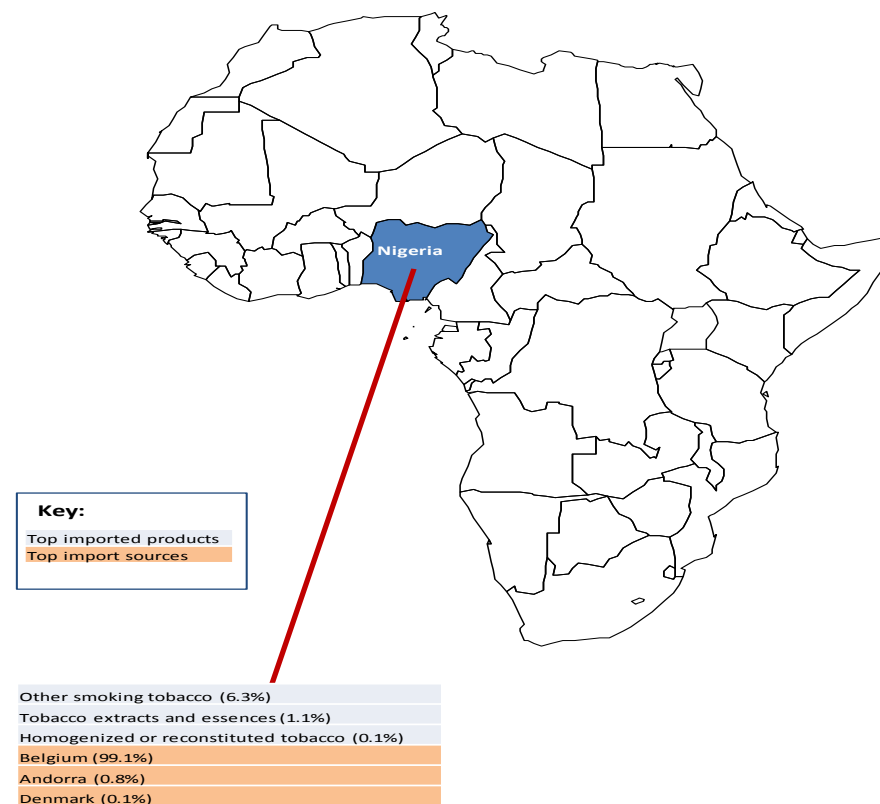 Nigeria
Key:
Top imported products
Top import sources
Other smoking tobacco (6.3%)
Tobacco extracts and essences (1.1%)
Homogenized or reconstituted tobacco (0.1%)
Belgium (99.1%)
Andorra (0.8%)
Denmark (0.1%)